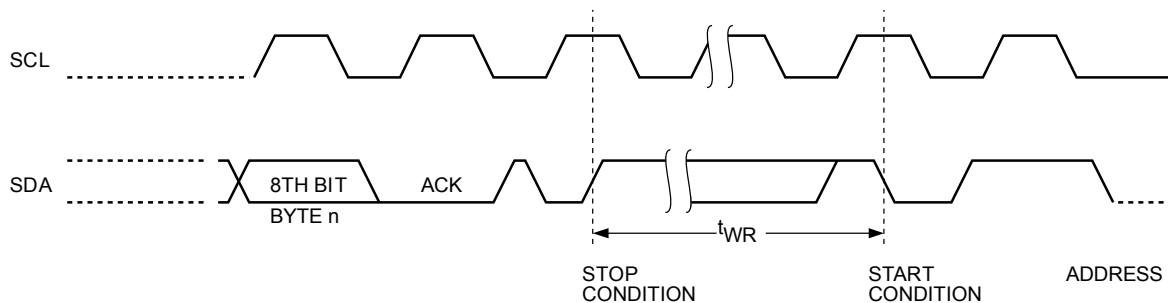 SCL
SDA
8TH BIT
BYTE n
ACK
tWR
STOP
CONDITION
START
CONDITION
ADDRESS